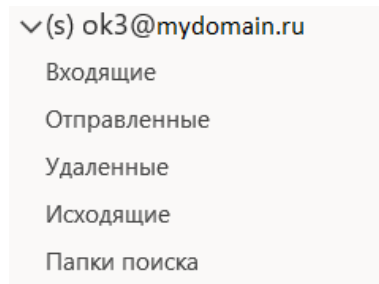 (s) ok3@mydomain.ru
Входящие
Отправленные
Удаленные
Исходящие
Папки поиска